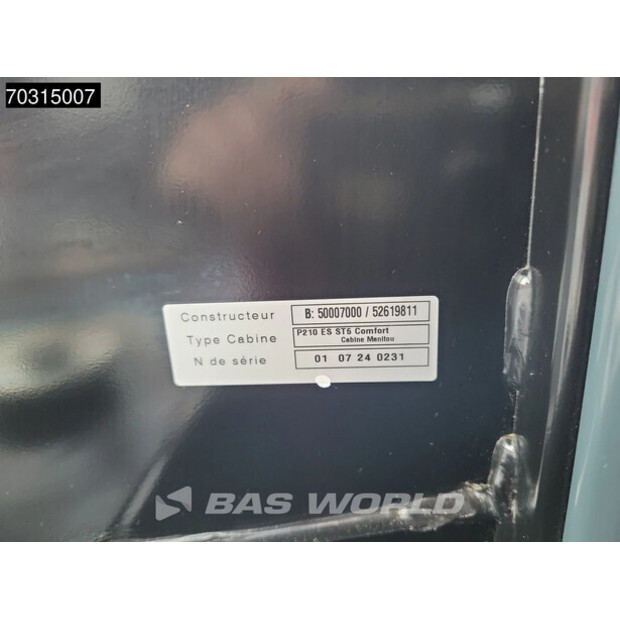 70315007
Constructeur B: 50007000 / 52619811
Type Cabine P210 ES ST5 Comfort
Cabine Manitou
N de série 01 07 24 0231
BAS WORLD